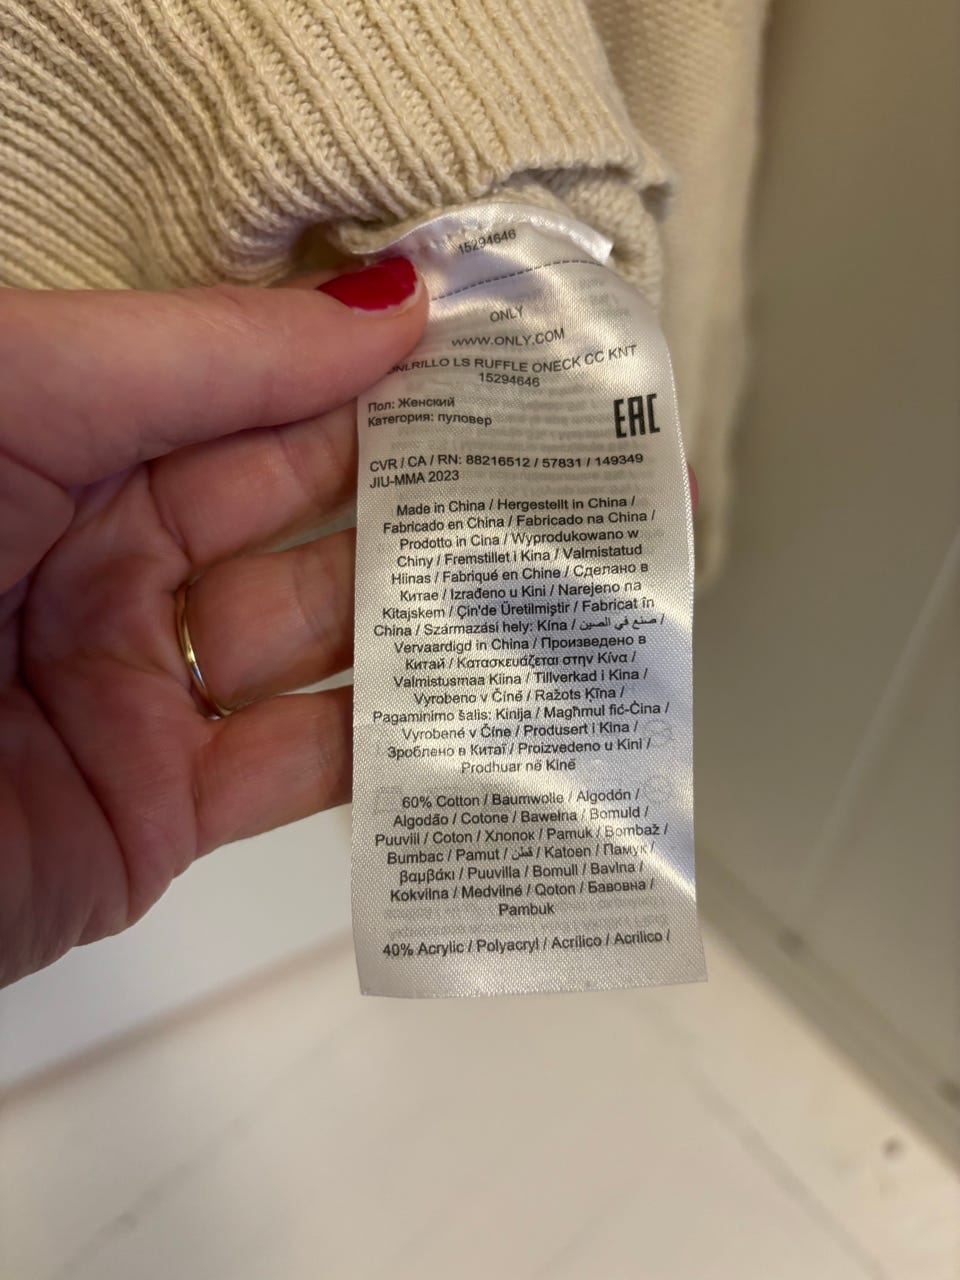 15294646
ONLY
WWW.ONLY.COM
ONLRILLO LS RUFFLE ONECK CC KNT
15294646
Пол: Женский
Категория: пуловер
EAC
CVR / CA / RN: 88216512 / 57831 / 149349
JIU-MMA 2023
Made in China / Hergestellt in China /
Fabricado en China / Fabricado na China /
Prodotto in Cina / Wyprodukowano w
Chiny / Fremstillet i Kina / Valmistatud
Hiinas / Fabriqué en Chine / Сделано в
Китае / Izrađeno u Kini / Narejeno na
Kitajskem / Çin'de Üretilmiştir / Fabricat în
China / Származási hely: Kína / صنع في الصين /
Vervaardigd in China / Произведено в
Китай / Κατασκευάζεται στην Κίνα /
Valmistusmaa Kiina / Tillverkad i Kina /
Vyrobeno v Číně / Ražots Ķīna /
Pagaminimo šalis: Kinija / Magħmul fiċ-Ċina /
Vyrobené v Číne / Produsert i Kina /
Зроблено в Китаї / Proizvedeno u Kini /
Prodhuar në Kinë
60% Cotton / Baumwolle / Algodón /
Algodão / Cotone / Bawełna / Bomuld /
Puuvill / Coton / Хлопок / Pamuk / Bombaž /
Bumbac / Pamut / قطن / Katoen / Памук /
βαμβάκι / Puuvilla / Bomull / Bavlna /
Kokvilna / Medvilnė / Qoton / Бавовна /
Pambuk
40% Acrylic / Polyacryl / Acrílico / Acrilico /